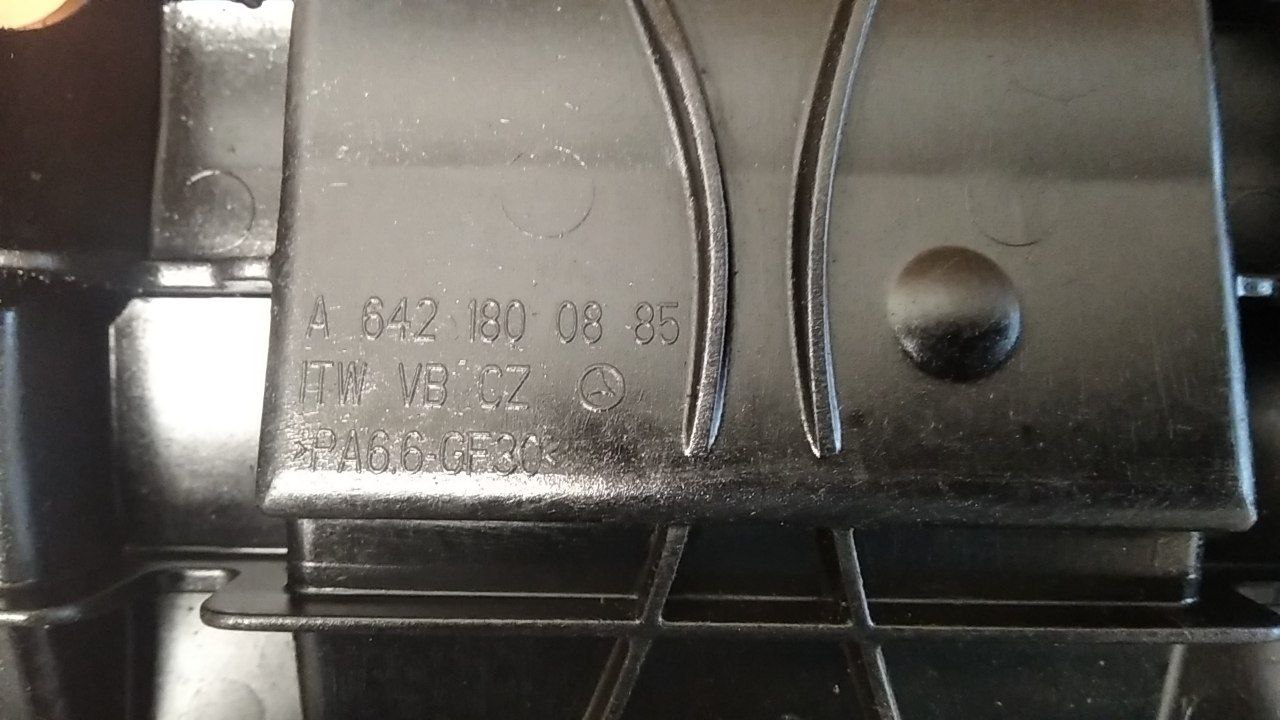 A 642 180 08 85
ITW VB CZ
>PA6.6-GF30<